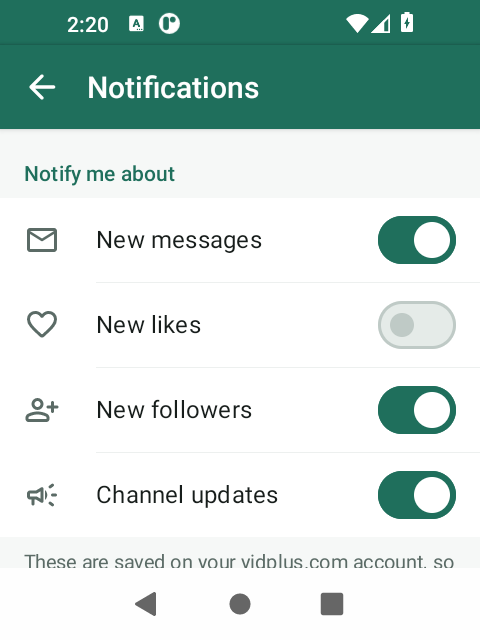 2:20
Notifications
Notify me about
New messages
New likes
New followers
Channel updates
These are saved on your vidplus.com account, so